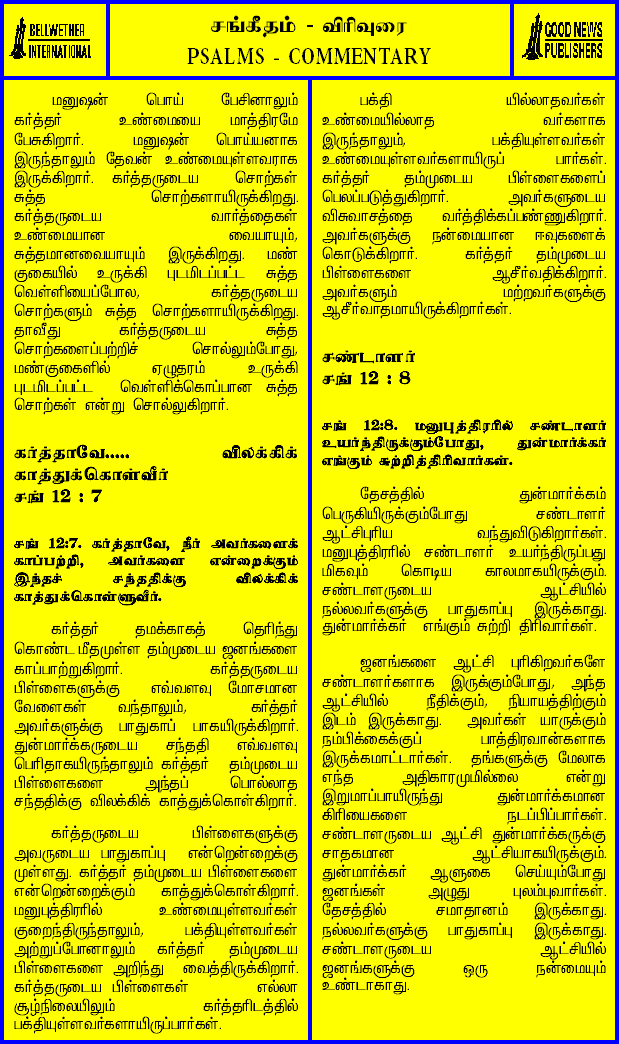 BELLWETHER
INTERNATIONAL
சங்கீதம் - விரிவுரை
PSALMS - COMMENTARY
GOOD NEWS
PUBLISHERS
மனுஷன் பொய் பேசினாலும்
கர்த்தர் உண்மையை மாத்திரமே
பேசுகிறார். மனுஷன் பொய்யனாக
இருந்தாலும் தேவன் உண்மையுள்ளவராக
இருக்கிறார். கர்த்தருடைய சொற்கள்
சுத்த சொற்களாயிருக்கிறது.
கர்த்தருடைய வார்த்தைகள்
உண்மையான வையாயும்,
சுத்தமானவையாயும் இருக்கிறது. மண்
குகையில் உருக்கி புடமிடப்பட்ட சுத்த
வெள்ளியைப்போல, கர்த்தருடைய
சொற்களும் சுத்த சொற்களாயிருக்கிறது.
தாவீது கர்த்தருடைய சுத்த
சொற்களைப்பற்றிச் சொல்லும்போது,
மண்குகைளில் ஏழுதரம் உருக்கி
புடமிடப்பட்ட வெள்ளிக்கொப்பான சுத்த
சொற்கள் என்று சொல்லுகிறார்.
கர்த்தாவே..... விலக்கிக்
காத்துக்கொள்வீர்
சங் 12 : 7
சங் 12:7. கர்த்தாவே, நீர் அவர்களைக்
காப்பற்றி, அவர்களை என்றைக்கும்
இந்தச் சந்ததிக்கு விலக்கிக்
காத்துக்கொள்ளுவீர்.
கர்த்தர் தமக்காகத் தெரிந்து
கொண்ட மீதமுள்ள தம்முடைய ஜனங்களை
காப்பாற்றுகிறார். கர்த்தருடைய
பிள்ளைகளுக்கு எவ்வளவு மோசமான
வேளைகள் வந்தாலும், கர்த்தர்
அவர்களுக்கு பாதுகாப் பாகயிருக்கிறார்.
துன்மார்க்கருடைய சந்ததி எவ்வளவு
பெரிதாகயிருந்தாலும் கர்த்தர் தம்முடைய
பிள்ளைகளை அந்தப் பொல்லாத
சந்ததிக்கு விலக்கிக் காத்துக்கொள்கிறார்.
கர்த்தருடைய பிள்ளைகளுக்கு
அவருடைய பாதுகாப்பு என்றென்றைக்கு
முள்ளது. கர்த்தர் தம்முடைய பிள்ளைகளை
என்றென்றைக்கும் காத்துக்கொள்கிறார்.
மனுபுத்திரரில் உண்மையுள்ளவர்கள்
குறைந்திருந்தாலும், பக்தியுள்ளவர்கள்
அற்றுப்போனாலும் கர்த்தர் தம்முடைய
பிள்ளைகளை அறிந்து வைத்திருக்கிறார்.
கர்த்தருடைய பிள்ளைகள் எல்லா
சூழ்நிலையிலும் கர்த்தரிடத்தில்
பக்தியுள்ளவர்களாயிருப்பார்கள்.
பக்தி யில்லாதவர்கள்
உண்மையில்லாத வர்களாக
இருந்தாலும், பக்தியுள்ளவர்கள்
உண்மையுள்ளவர்களாயிருப் பார்கள்.
கர்த்தர் தம்முடைய பிள்ளைகளைப்
பெலப்படுத்துகிறார். அவர்களுடைய
விசுவாசத்தை வர்த்திக்கப்பண்ணுகிறார்.
அவர்களுக்கு நன்மையான ஈவுகளைக்
கொடுக்கிறார். கர்த்தர் தம்முடைய
பிள்ளைகளை ஆசீர்வதிக்கிறார்.
அவர்களும் மற்றவர்களுக்கு
ஆசீர்வாதமாயிருக்கிறார்கள்.
சண்டாளர்
சங் 12 : 8
சங் 12:8. மனுபுத்திரரில் சண்டாளர்
உயர்ந்திருக்கும்போது, துன்மார்க்கர்
எங்கும் சுற்றித்திரிவார்கள்.
தேசத்தில் துன்மார்க்கம்
பெருகியிருக்கும்போது சண்டாளர்
ஆட்சிபுரிய வந்துவிடுகிறார்கள்.
மனுபுத்திரரில் சண்டாளர் உயர்ந்திருப்பது
மிகவும் கொடிய காலமாகயிருக்கும்.
சண்டாளருடைய ஆட்சியில்
நல்லவர்களுக்கு பாதுகாப்பு இருக்காது.
துன்மார்க்கர் எங்கும் சுற்றி திரிவார்கள்.
ஜனங்களை ஆட்சி புரிகிறவர்களே
சண்டாளர்களாக இருக்கும்போது, அந்த
ஆட்சியில் நீதிக்கும், நியாயத்திற்கும்
இடம் இருக்காது. அவர்கள் யாருக்கும்
நம்பிக்கைக்குப் பாத்திரவான்களாக
இருக்கமாட்டார்கள். தங்களுக்கு மேலாக
எந்த அதிகாரமுமில்லை என்று
இறுமாப்பாயிருந்து துன்மார்க்கமான
கிரியைகளை நடப்பிப்பார்கள்.
சண்டாளருடைய ஆட்சி துன்மார்க்கருக்கு
சாதகமான ஆட்சியாகயிருக்கும்.
துன்மார்க்கர் ஆளுகை செய்யும்போது
ஜனங்கள் அழுது புலம்புவார்கள்.
தேசத்தில் சமாதானம் இருக்காது.
நல்லவர்களுக்கு பாதுகாப்பு இருக்காது.
சண்டாளருடைய ஆட்சியில்
ஜனங்களுக்கு ஒரு நன்மையும்
உண்டாகாது.